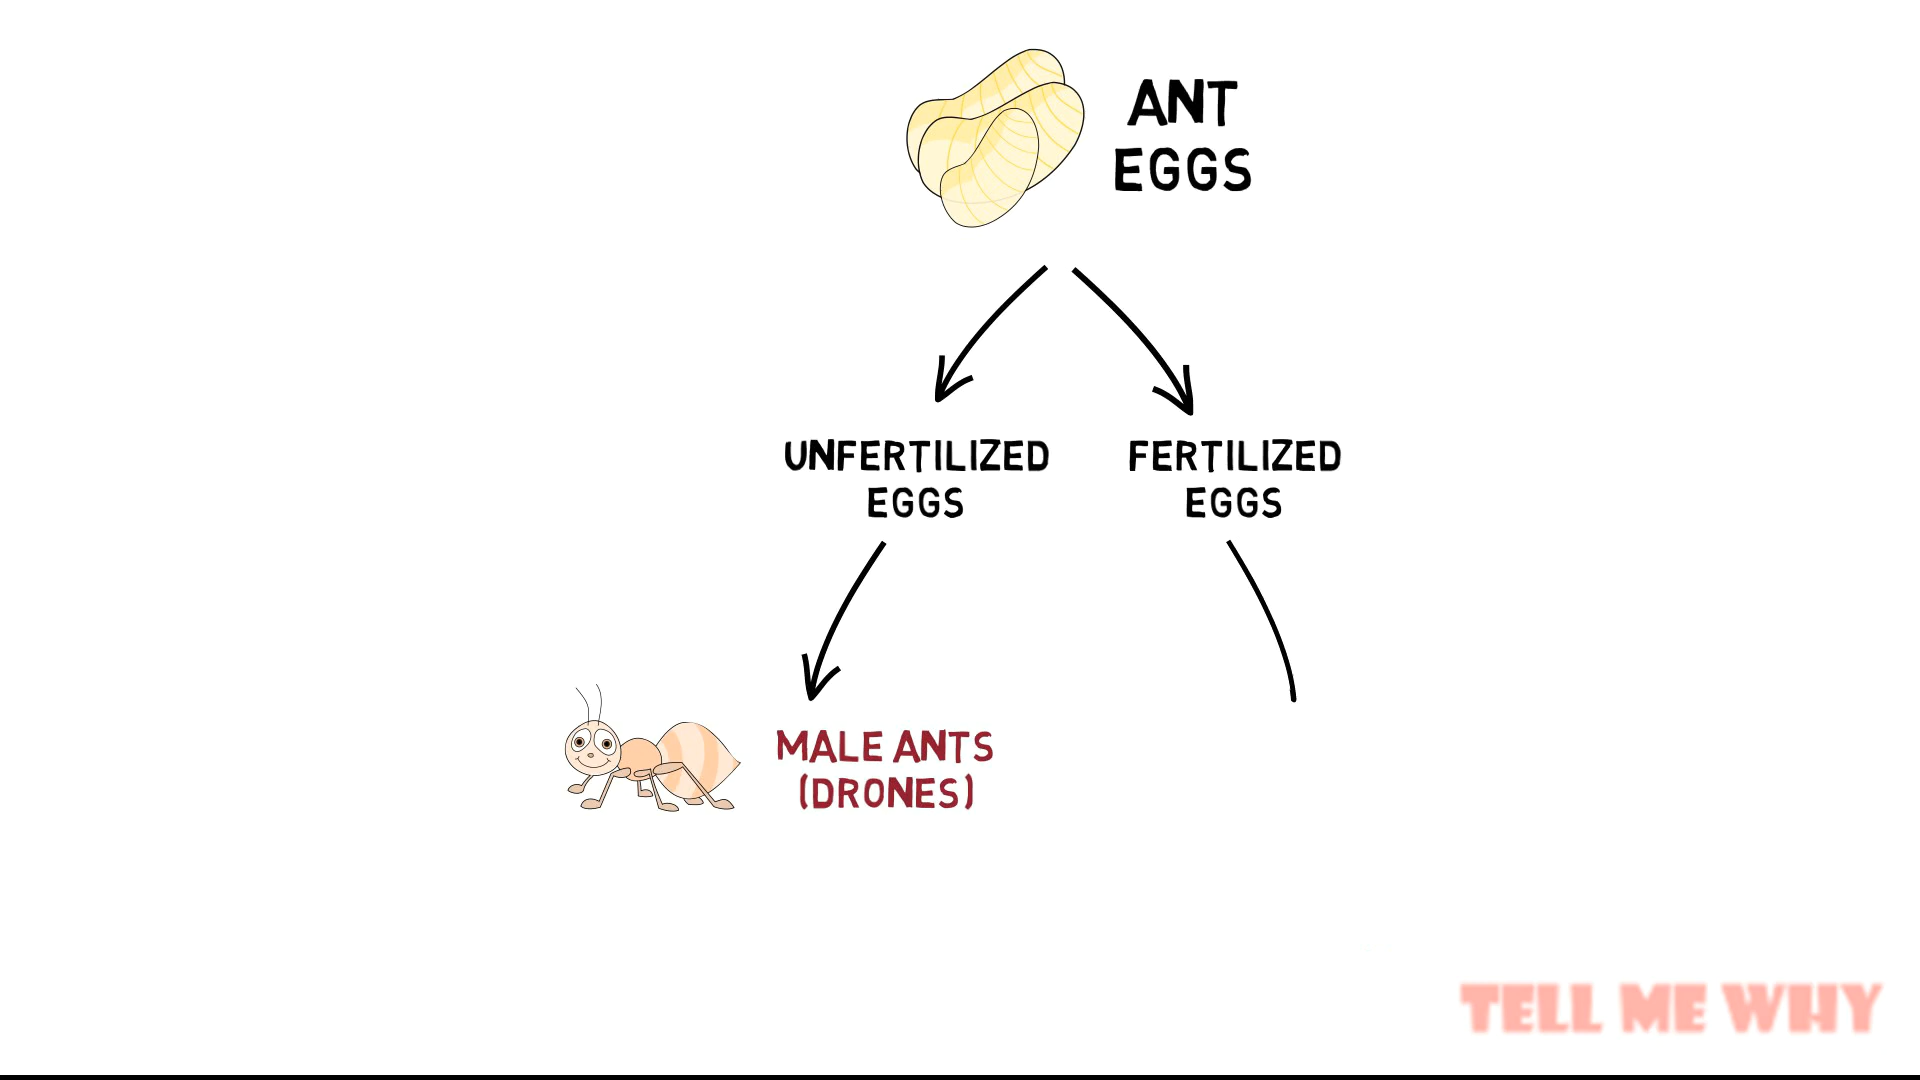 ANT
EGGS
UNFERTILIZED
EGGS
FERTILIZED
EGGS
MALE ANTS
(DRONES)
TELL ME WHY